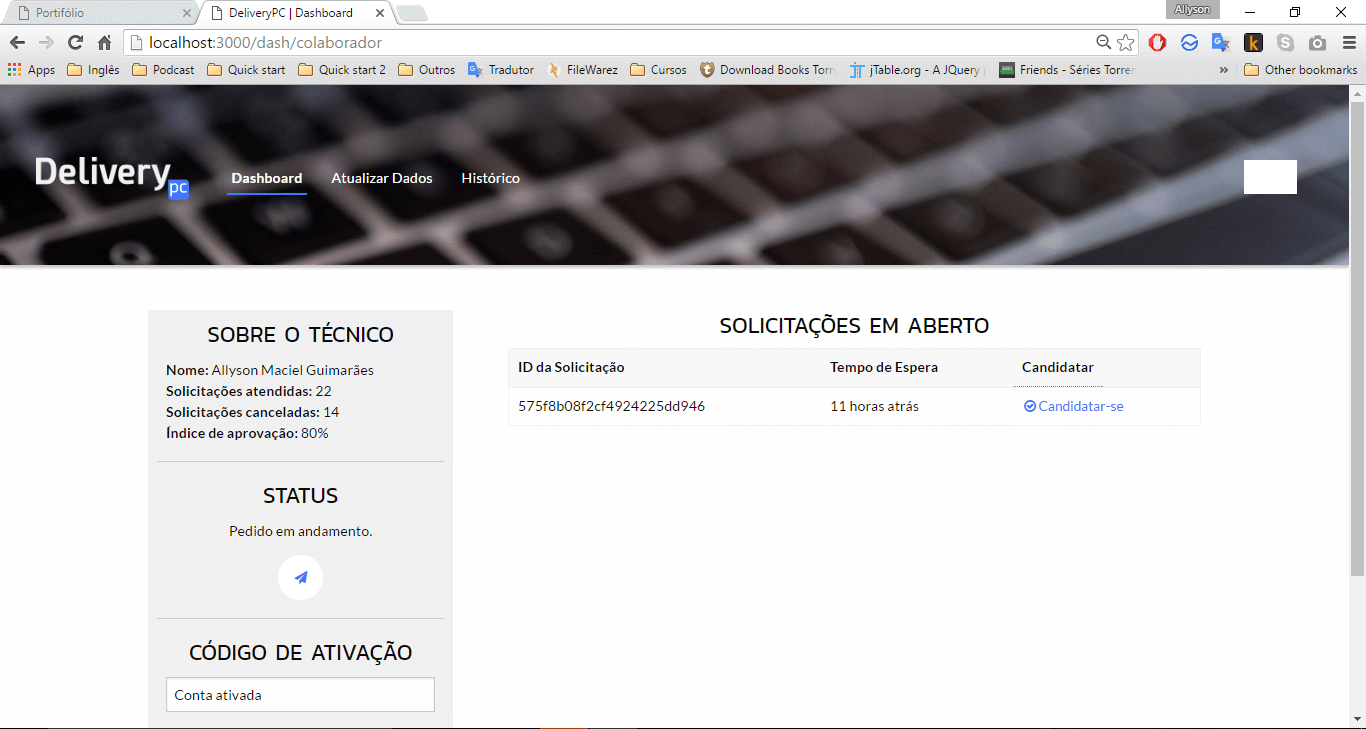 Portifólio
DeliveryPC | Dashboard
Allyson
localhost:3000/dash/colaborador
Apps
Inglês
Podcast
Quick start
Quick start 2
Outros
Tradutor
FileWarez
Cursos
Download Books Torr
jTable.org - A JQuery
Friends - Séries Torre
»
Other bookmarks
Delivery pc
Dashboard
Atualizar Dados
Histórico
SOBRE O TÉCNICO
Nome: Allyson Maciel Guimarães
Solicitações atendidas: 22
Solicitações canceladas: 14
Índice de aprovação: 80%
STATUS
Pedido em andamento.
CÓDIGO DE ATIVAÇÃO
Conta ativada
SOLICITAÇÕES EM ABERTO
ID da Solicitação Tempo de Espera Candidatar
575f8b08f2cf4924225dd946 11 horas atrás Candidatar-se